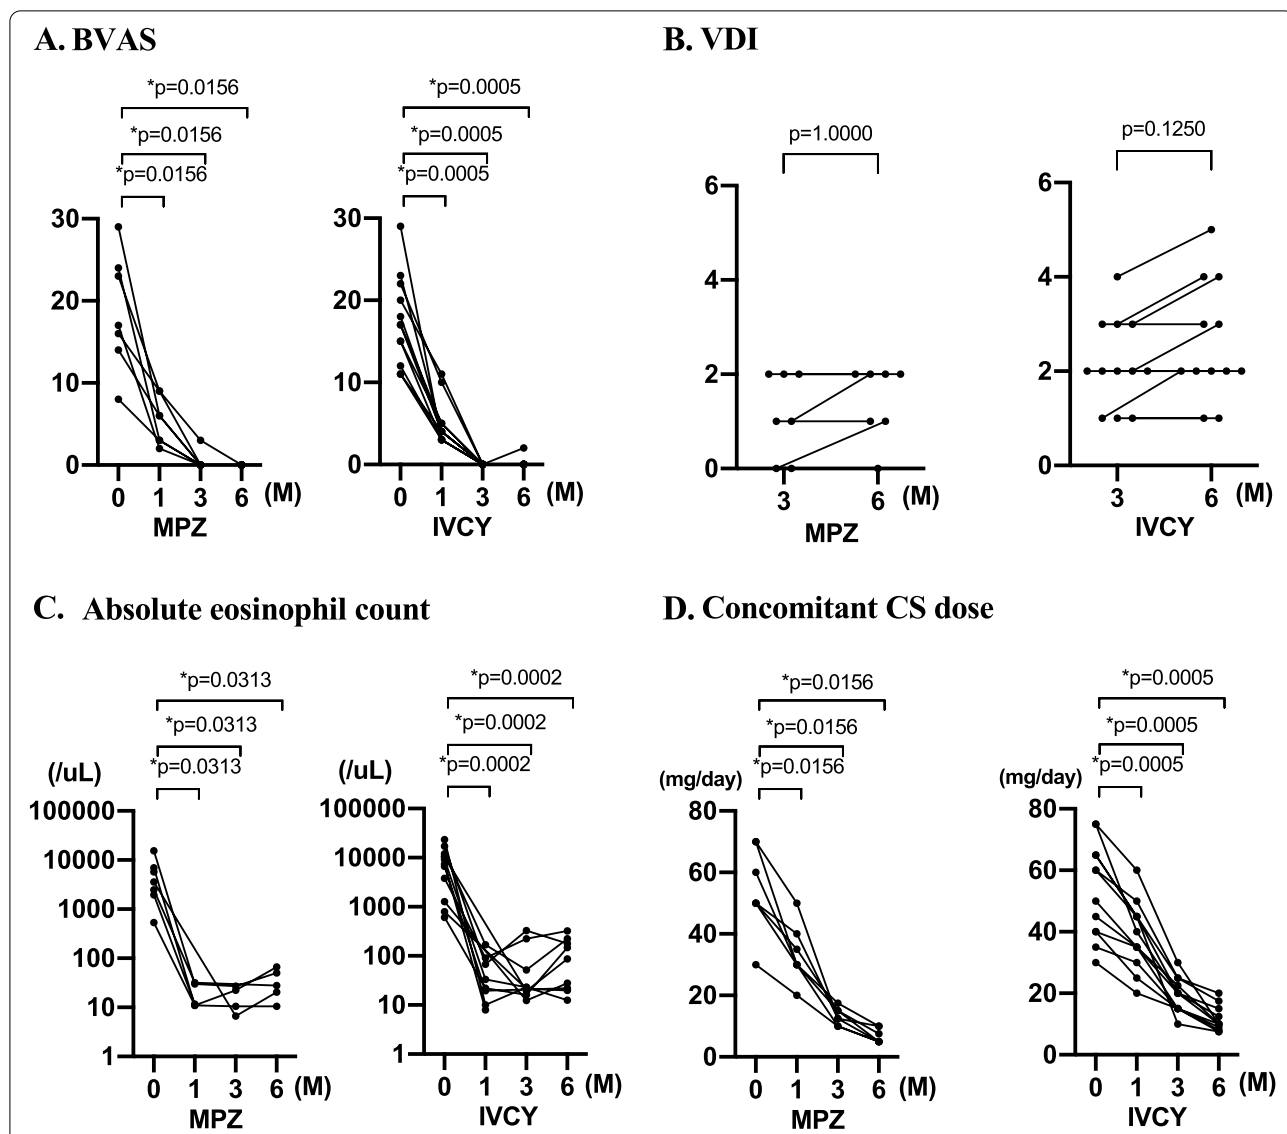 A. BVAS
*p=0.0156
*p=0.0156
*p=0.0156
30
20
10
0
0 1 3 6 (M)
MPZ
*p=0.0005
*p=0.0005
*p=0.0005
30
20
10
0
0 1 3 6 (M)
IVCY
B. VDI
p=1.0000
6
4
2
0
3 6 (M)
MPZ
p=0.1250
6
4
2
0
3 6 (M)
IVCY
C. Absolute eosinophil count
*p=0.0313
*p=0.0313
*p=0.0313
(/uL)
100000
10000
1000
100
10
1
0 1 3 6 (M)
MPZ
*p=0.0002
*p=0.0002
*p=0.0002
(/uL)
100000
10000
1000
100
10
1
0 1 3 6 (M)
IVCY
D. Concomitant CS dose
*p=0.0156
*p=0.0156
*p=0.0156
(mg/day)
80
60
40
20
0
0 1 3 6 (M)
MPZ
*p=0.0005
*p=0.0005
*p=0.0005
(mg/day)
80
60
40
20
0
0 1 3 6 (M)
IVCY